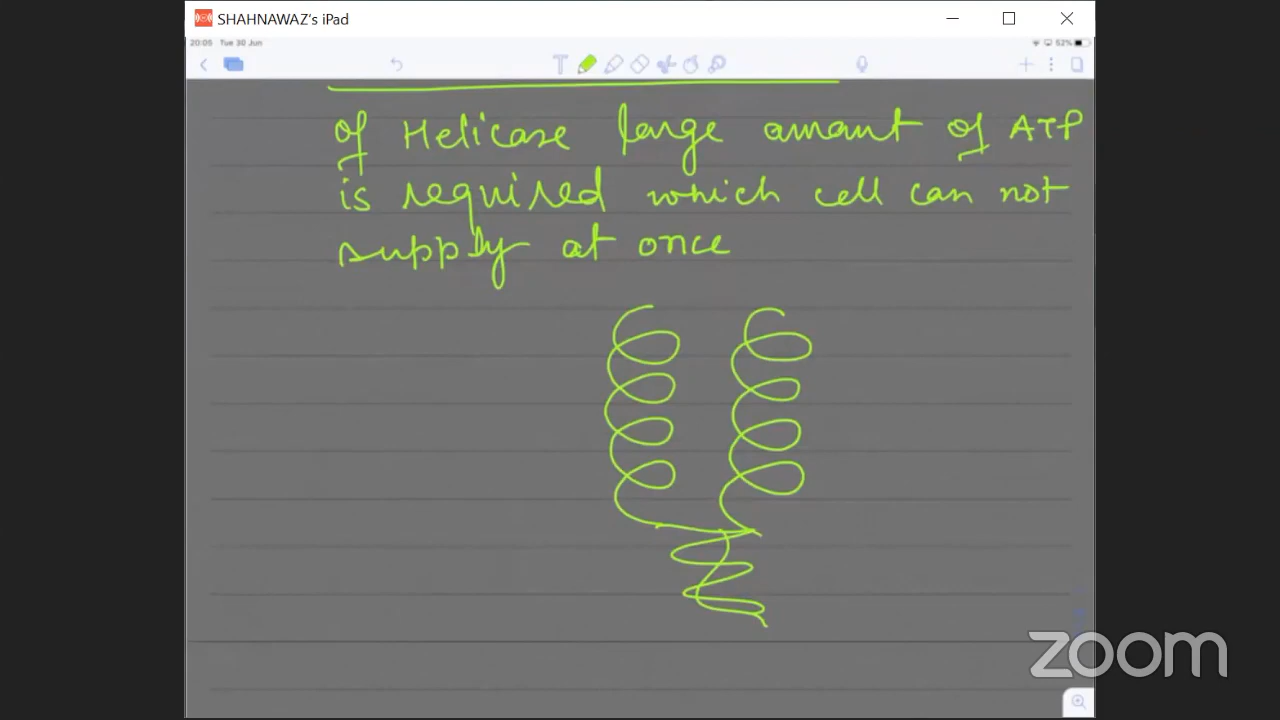 SHAHNAWAZ's iPad
20:05 Tue 30 Jun
52%
of Helicase large amount of ATP
is required which cell can not
supply at once
zoom